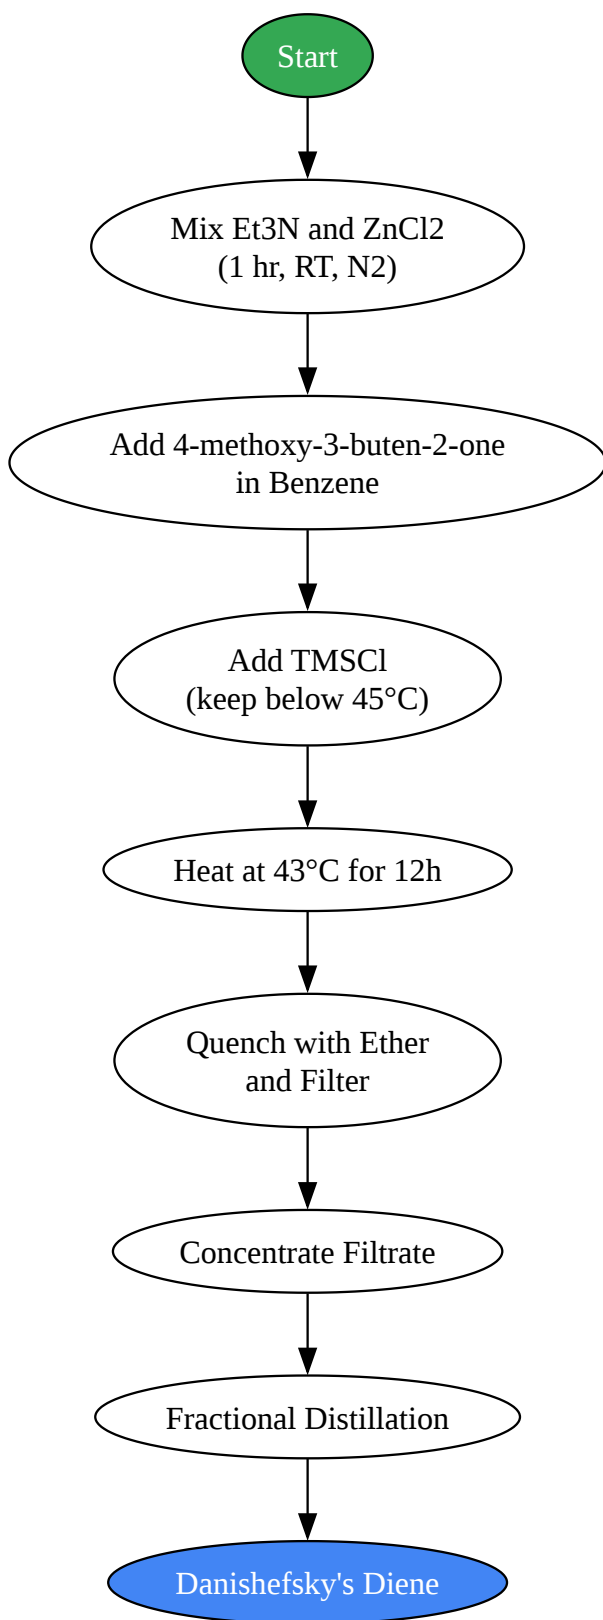 Start
Mix Et3N and ZnCl2
(1 hr, RT, N2)
Add 4-methoxy-3-buten-2-one
in Benzene
Add TMSCl
(keep below 45°C)
Heat at 43°C for 12h
Quench with Ether
and Filter
Concentrate Filtrate
Fractional Distillation
Danishefsky's Diene